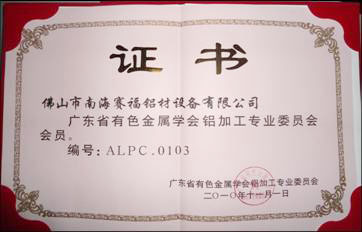 证书
佛山市南海赛福铝材设备有限公司
广东省有色金属学会铝加工专业委员会
会员。
编号：ALPC.0103
广东省有色金属学会铝加工专业委员会
二〇一〇年十一月一日